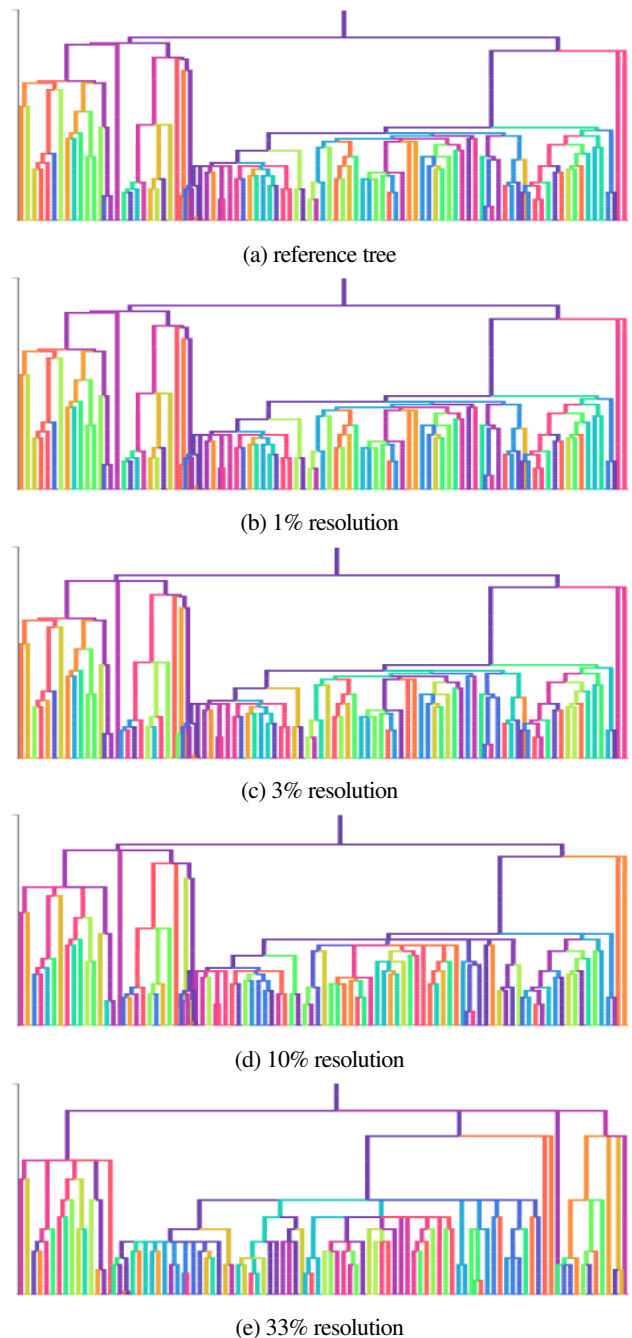 (a) reference tree
(b) 1% resolution
(c) 3% resolution
(d) 10% resolution
(e) 33% resolution